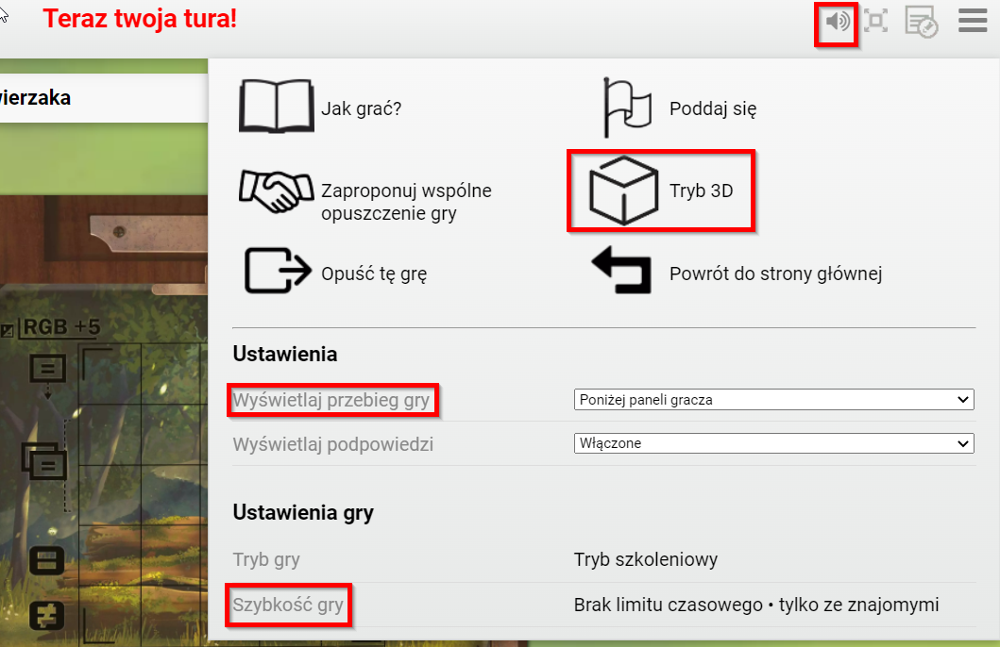 Teraz twoja tura!
ierzaka
Jak grać?
Poddaj się
Zaproponuj wspólne
opuszczenie gry
Tryb 3D
Opuść tę grę
Powrót do strony głównej
RGB +5
Ustawienia
Wyświetlaj przebieg gry
Poniżej paneli gracza
Wyświetlaj podpowiedzi
Włączone
Ustawienia gry
Tryb gry
Tryb szkoleniowy
Szybkość gry
Brak limitu czasowego • tylko ze znajomymi